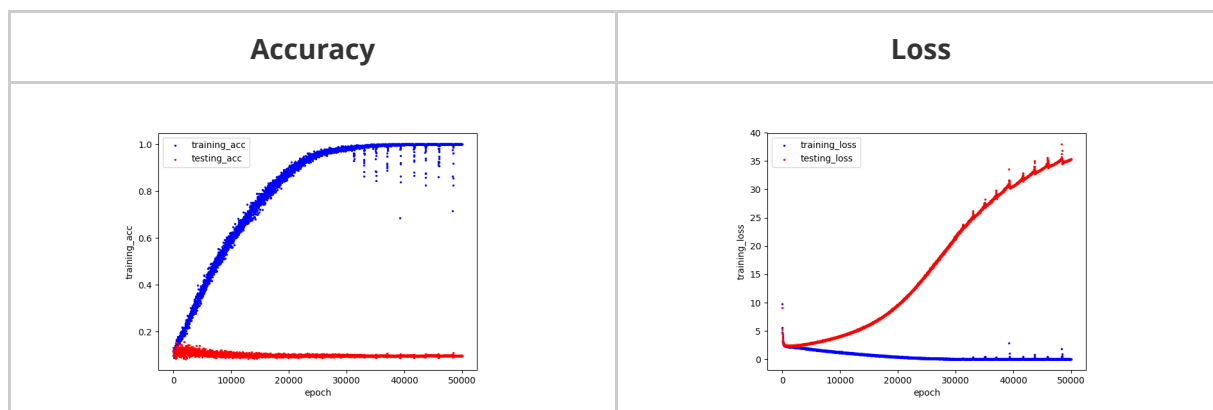 Accuracy
Loss
training_acc
testing_acc
1.0
0.8
0.6
0.4
0.2
training_acc
0
10000
20000
30000
40000
50000
epoch
training_loss
testing_loss
40
35
30
25
20
15
10
5
0
training_loss
0
10000
20000
30000
40000
50000
epoch